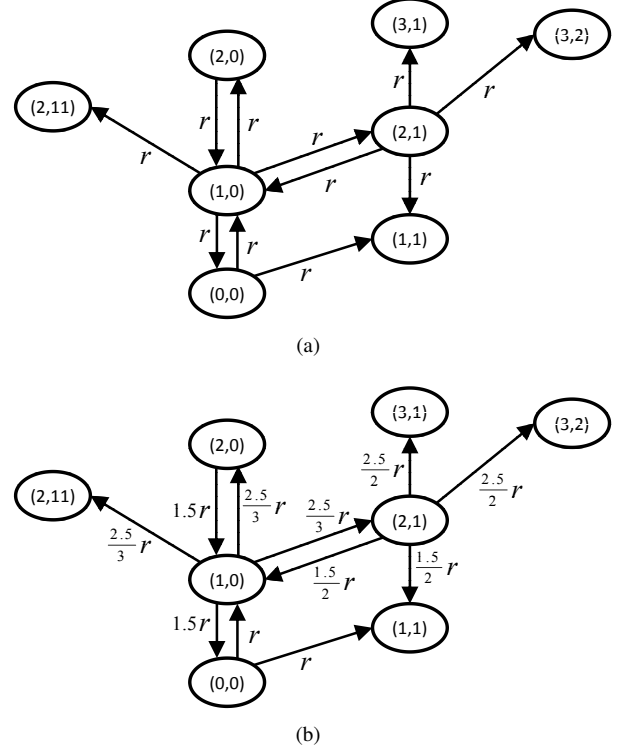 (3,1)
(3,2)
(2,0)
(2,11)
r
r
r
r
(2,1)
r
r
r
r
(1,0)
r
r
(1,1)
r
(0,0)
(a)
(3,1)
(3,2)
(2,0)
2.5/2 r
(2,11)
1.5r
2.5/3 r
2.5/3 r
2.5/2 r
(2,1)
2.5/3 r
1.5/2 r
1.5/2 r
(1,0)
1.5r
r
(1,1)
r
(0,0)
(b)